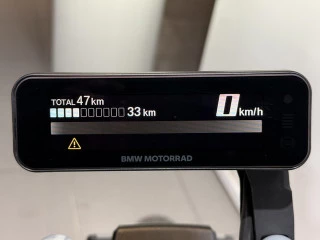 TOTAL 47 km
33 km 0 km/h
BMW MOTORRAD